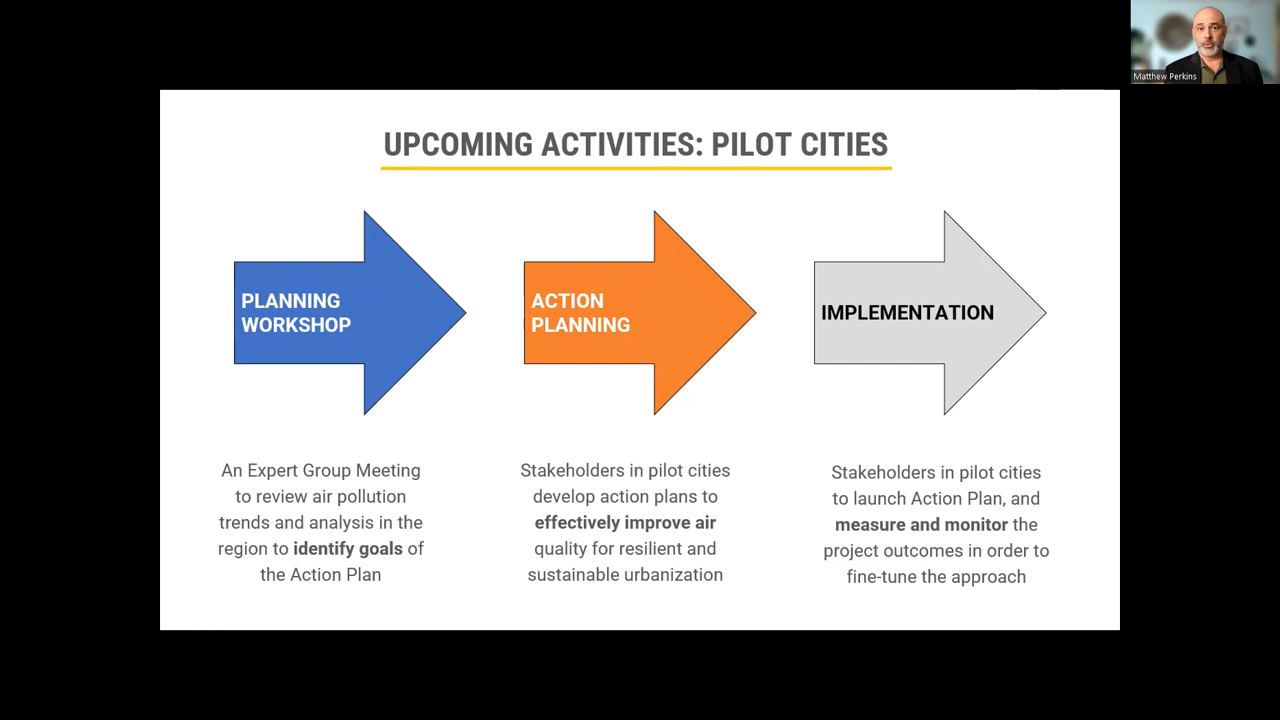 Matthew Perkins
UPCOMING ACTIVITIES: PILOT CITIES
PLANNING
WORKSHOP
ACTION
PLANNING
IMPLEMENTATION
An Expert Group Meeting
to review air pollution
trends and analysis in the
region to identify goals of
the Action Plan
Stakeholders in pilot cities
develop action plans to
effectively improve air
quality for resilient and
sustainable urbanization
Stakeholders in pilot cities
to launch Action Plan, and
measure and monitor the
project outcomes in order to
fine-tune the approach